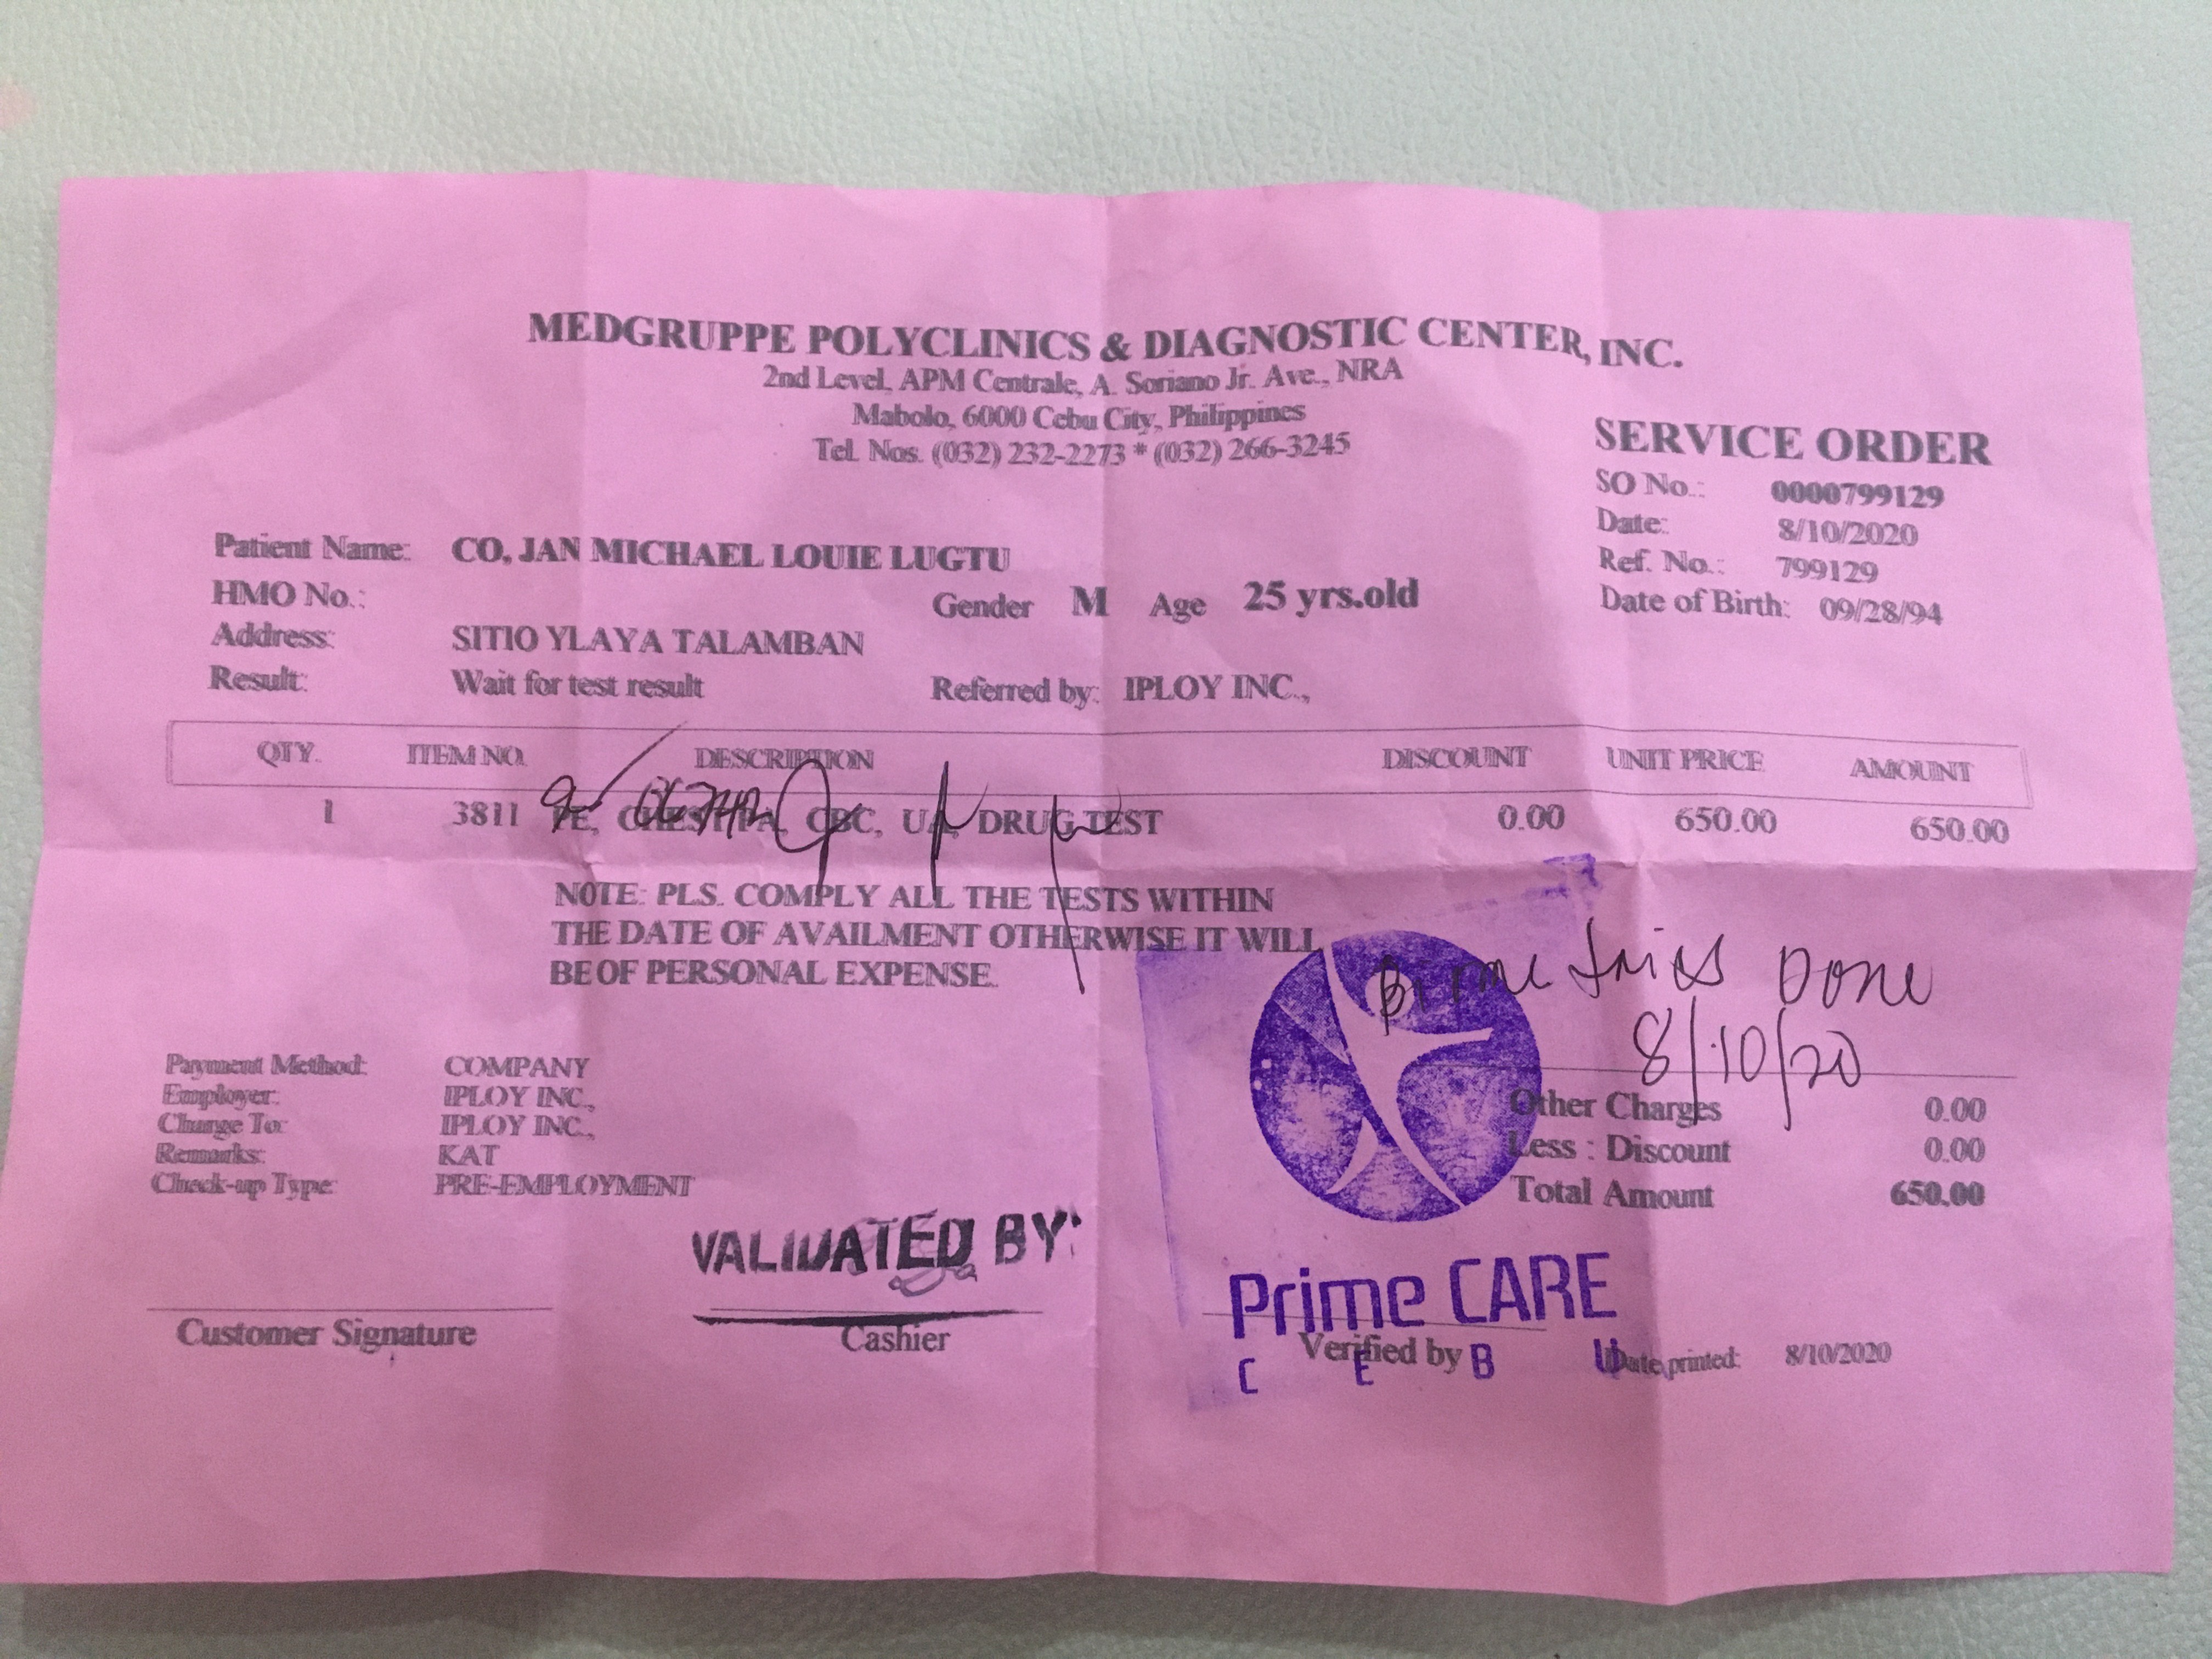 MEDGRUPPE POLYCLINICS & DIAGNOSTIC CENTER, INC.
2nd Level, APM Centrale, A. Soriano Jr. Ave., NRA
Mabolo, 6000 Cebu City, Philippines
Tel. Nos. (032) 232-2273 * (032) 266-3245
SERVICE ORDER
SO No.: 0000799129
Date: 8/10/2020
Ref. No.: 799129
Date of Birth: 09/28/94
Patient Name: CO, JAN MICHAEL LOUIE LUGTU
HMO No.: Gender M Age 25 yrs.old
Address: SITIO YLAYA TALAMBAN
Result: Wait for test result Referred by: IPLOY INC.,
QTY. ITEM NO. DESCRIPTION DISCOUNT UNIT PRICE AMOUNT
1 3811 PE, CHEST PA, CBC, UA, DRUG TEST 0.00 650.00 650.00
NOTE: PLS. COMPLY ALL THE TESTS WITHIN
THE DATE OF AVAILMENT OTHERWISE IT WILL
BE OF PERSONAL EXPENSE.
Done
8/10/20
Payment Method: COMPANY
Employer: IPLOY INC.,
Charge To: IPLOY INC.,
Remarks: KAT
Check-up Type: PRE-EMPLOYMENT
Other Charges 0.00
Less : Discount 0.00
Total Amount 650.00
VALIDATED BY:
Prime CARE
CEBU
Customer Signature
Cashier
Verified by
Date printed: 8/10/2020